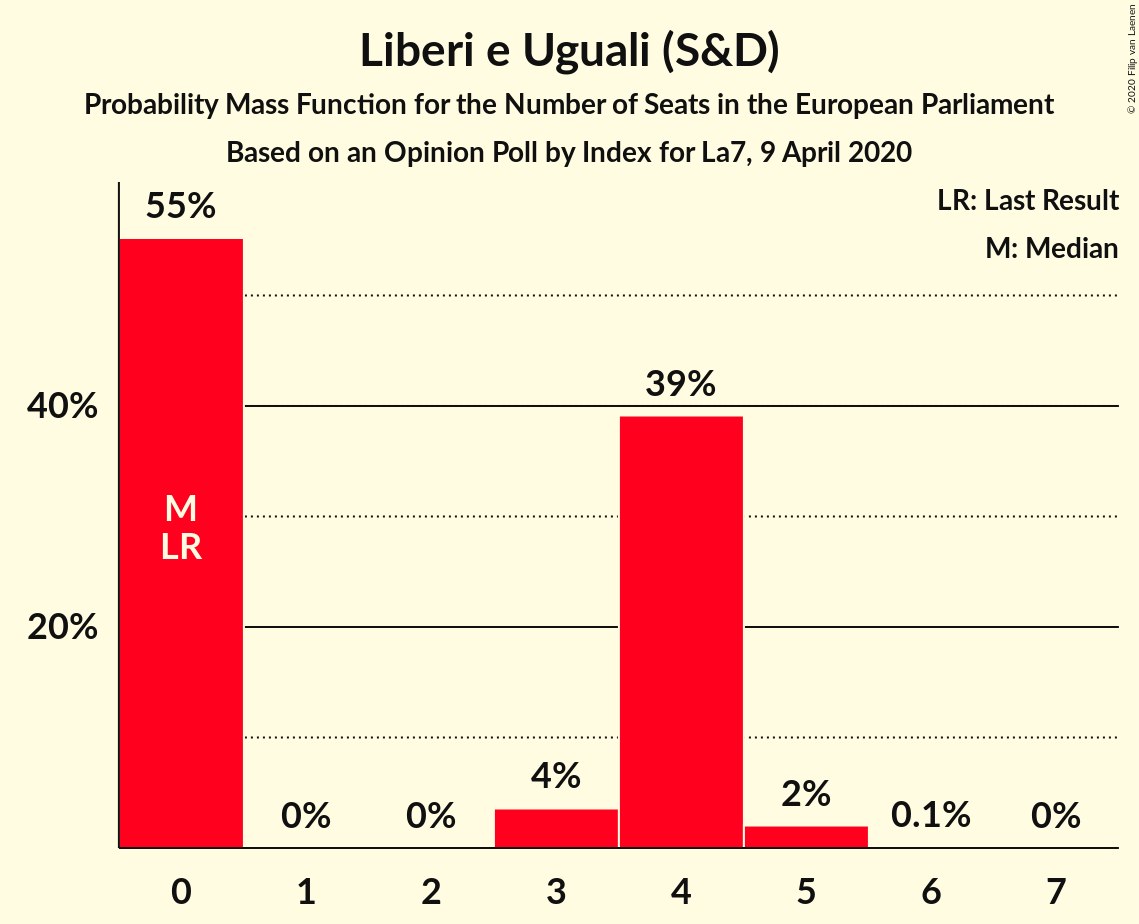 Liberi e Uguali (S&D)
Probability Mass Function for the Number of Seats in the European Parliament
Based on an Opinion Poll by Index for La7, 9 April 2020
© 2020 Filip van Laenen
LR: Last Result
M: Median
55%
39%
4%
2%
0%
0%
0.1%
0%
40%
20%
M
LR
0
1
2
3
4
5
6
7